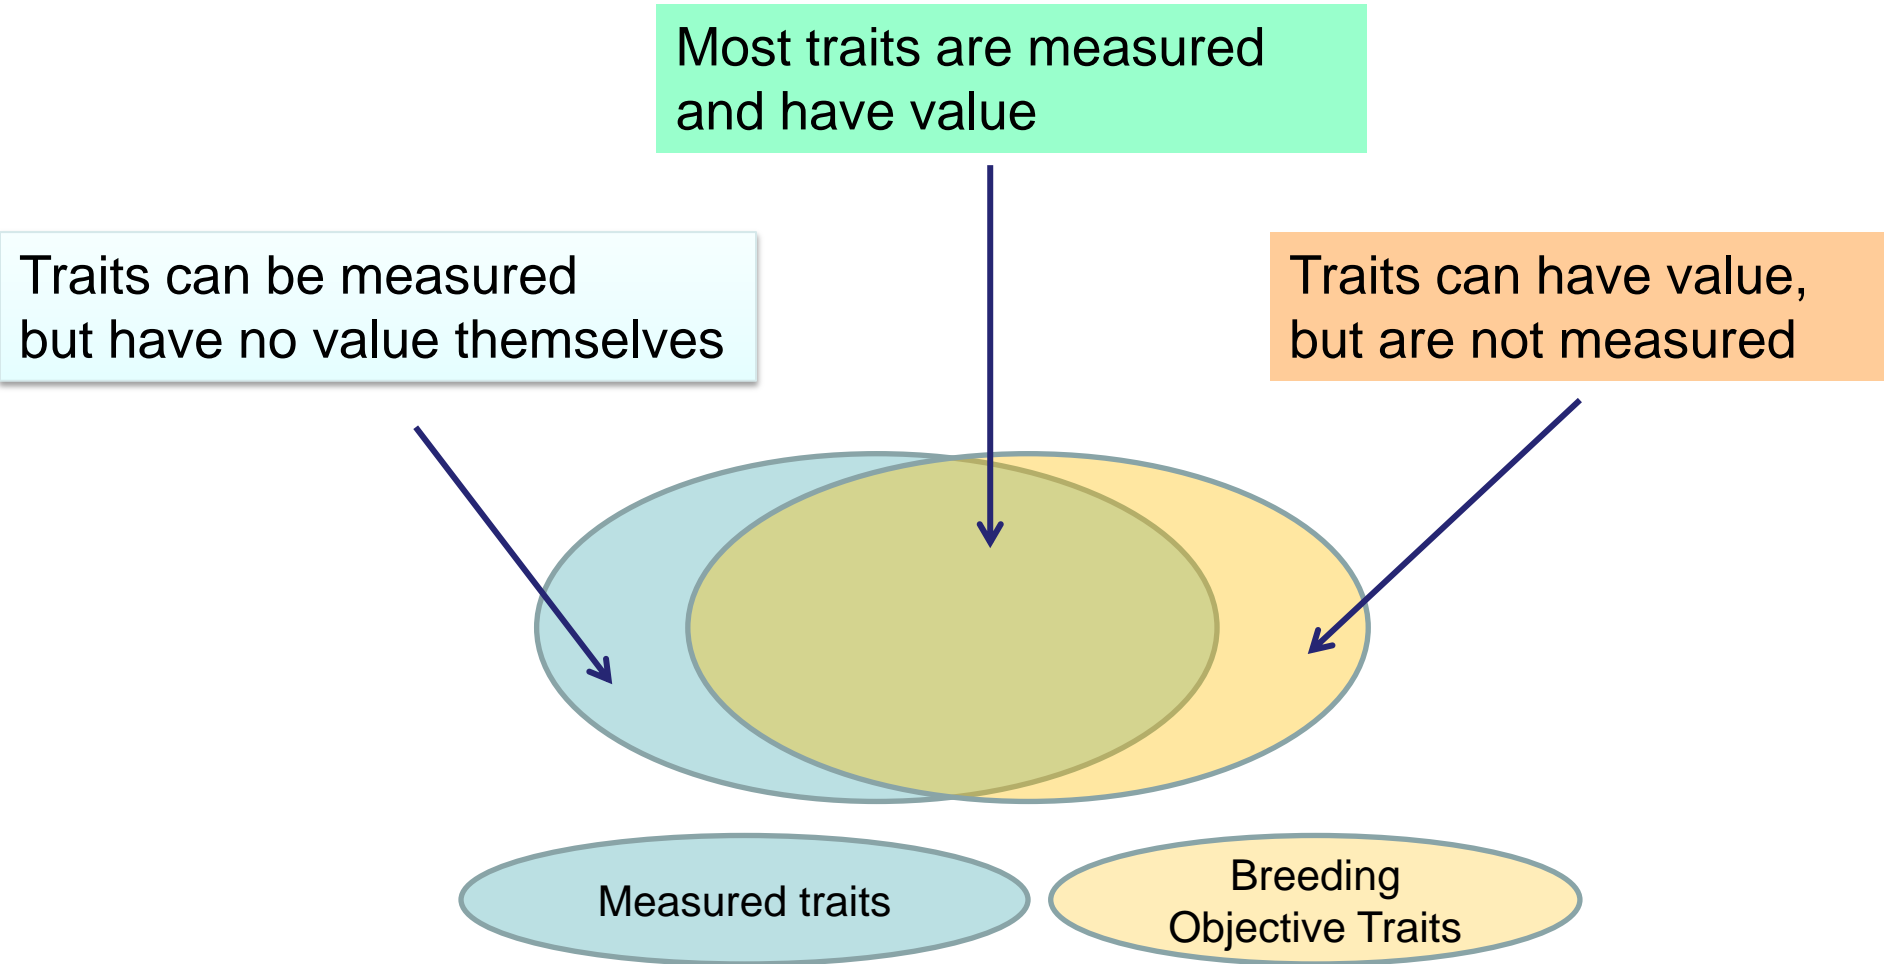 Most traits are measured
and have value
Traits can be measured
but have no value themselves
Traits can have value,
but are not measured
Measured traits
Breeding
Objective Traits